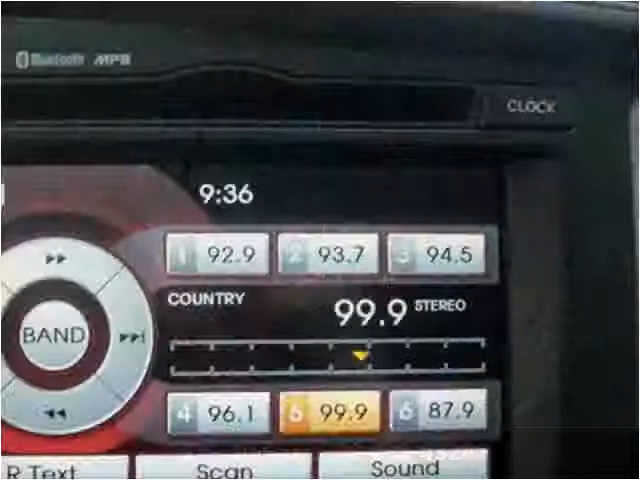 Bluetooth MP3
CLOCK
9:36
1 92.9 2 93.7 3 94.5
COUNTRY 99.9 STEREO
BAND
4 96.1 5 99.9 6 87.9
R Text Scan Sound